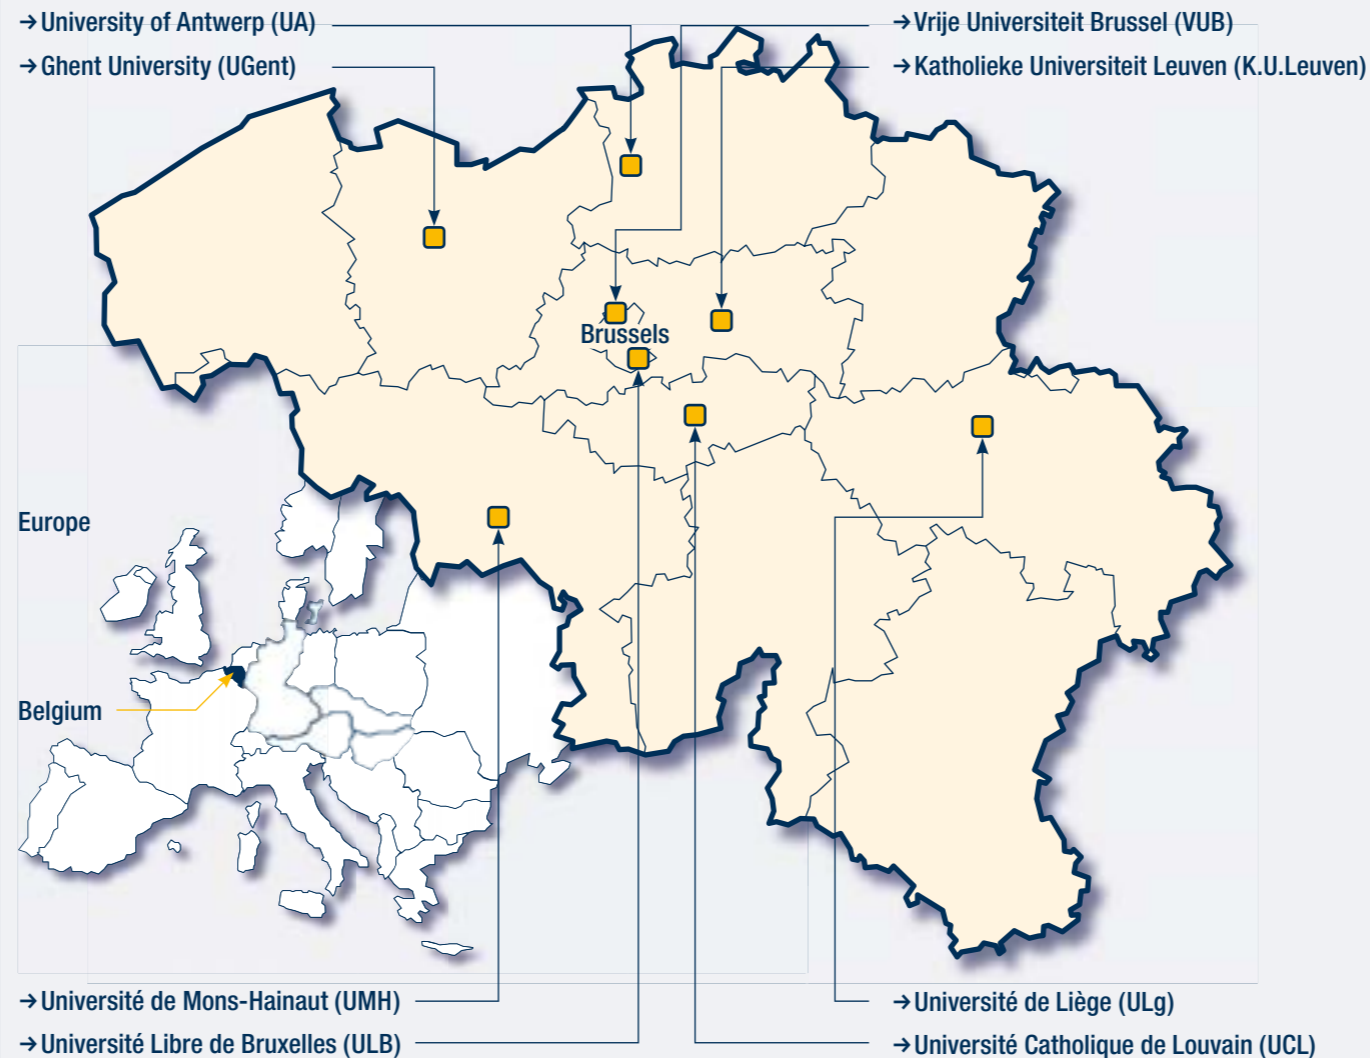 →University of Antwerp (UA)
→Vrije Universiteit Brussel (VUB)
→Ghent University (UGent)
→Katholieke Universiteit Leuven (K.U.Leuven)
Brussels
Europe
Belgium
→Université de Mons-Hainaut (UMH)
→Université de Liège (ULg)
→Université Libre de Bruxelles (ULB)
→Université Catholique de Louvain (UCL)